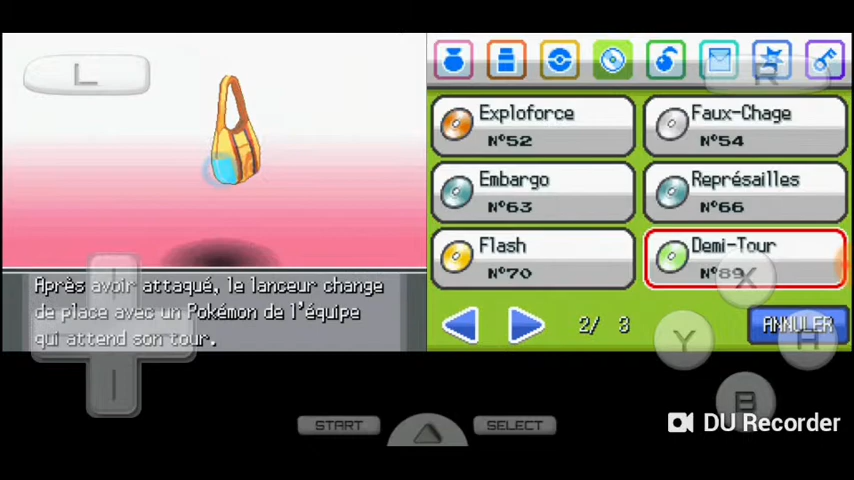 L
R
Exploforce
N°52
Faux-Chage
N°54
Embargo
N°63
Représailles
N°66
Flash
N°70
Demi-Tour
N°89
X
Après avoir attaqué, le lanceur change
de place avec un Pokémon de l'équipe
qui attend son tour.
2/ 3
ANNULER
Y
B
START
SELECT
DU Recorder